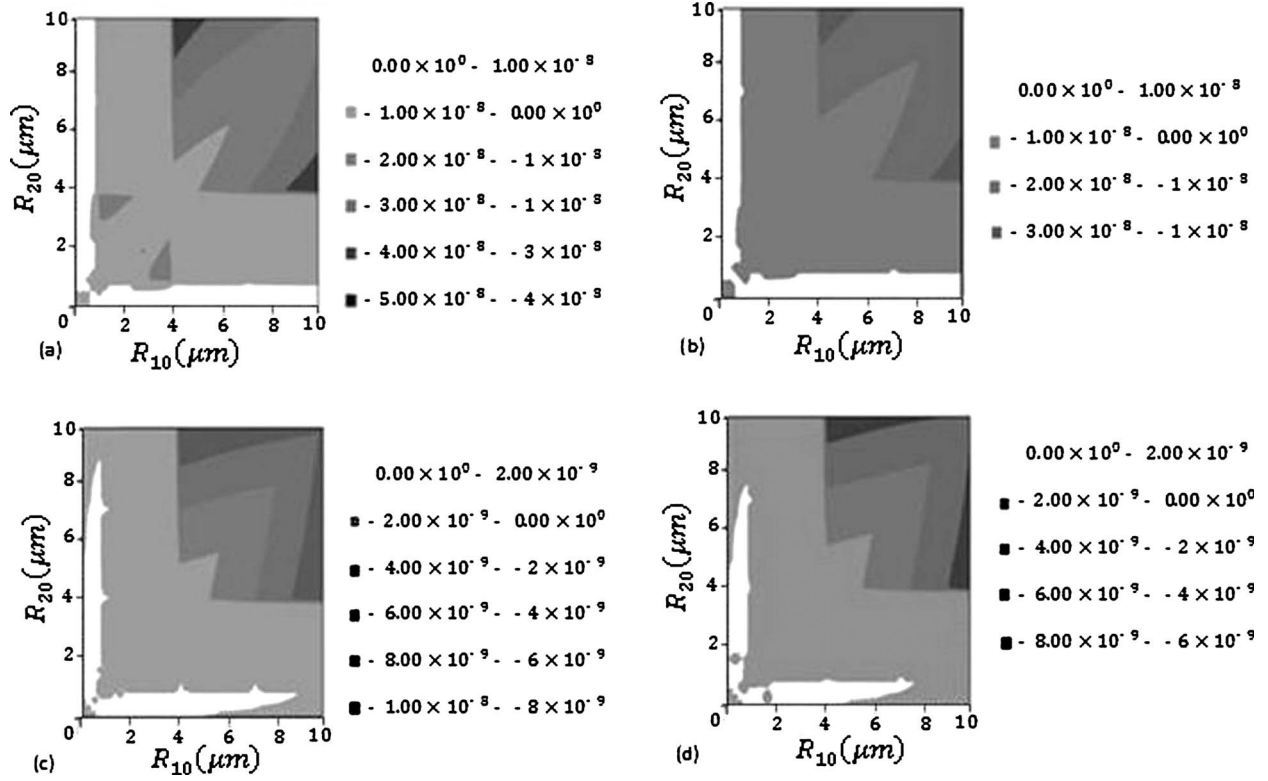 10
8
6
4
2
0
2
4
6
8
10
R₂₀(μm)
R₁₀(μm)
(a)
0.00 × 10⁰ - 1.00 × 10⁻⁸
- 1.00 × 10⁻⁸ - 0.00 × 10⁰
- 2.00 × 10⁻⁸ - - 1 × 10⁻⁸
- 3.00 × 10⁻⁸ - - 1 × 10⁻⁸
- 4.00 × 10⁻⁸ - - 3 × 10⁻⁸
- 5.00 × 10⁻⁸ - - 4 × 10⁻⁸
10
8
6
4
2
0
2
4
6
8
10
R₂₀(μm)
R₁₀(μm)
(b)
0.00 × 10⁰ - 1.00 × 10⁻⁸
- 1.00 × 10⁻⁸ - 0.00 × 10⁰
- 2.00 × 10⁻⁸ - - 1 × 10⁻⁸
- 3.00 × 10⁻⁸ - - 1 × 10⁻⁸
10
8
6
4
2
0
2
4
6
8
10
R₂₀(μm)
R₁₀(μm)
(c)
0.00 × 10⁰ - 2.00 × 10⁻⁹
- 2.00 × 10⁻⁹ - 0.00 × 10⁰
- 4.00 × 10⁻⁹ - - 2 × 10⁻⁹
- 6.00 × 10⁻⁹ - - 4 × 10⁻⁹
- 8.00 × 10⁻⁹ - - 6 × 10⁻⁹
- 1.00 × 10⁻⁸ - - 8 × 10⁻⁹
10
8
6
4
2
0
2
4
6
8
10
R₂₀(μm)
R₁₀(μm)
(d)
0.00 × 10⁰ - 2.00 × 10⁻⁹
- 2.00 × 10⁻⁹ - 0.00 × 10⁰
- 4.00 × 10⁻⁹ - - 2 × 10⁻⁹
- 6.00 × 10⁻⁹ - - 4 × 10⁻⁹
- 8.00 × 10⁻⁹ - - 6 × 10⁻⁹